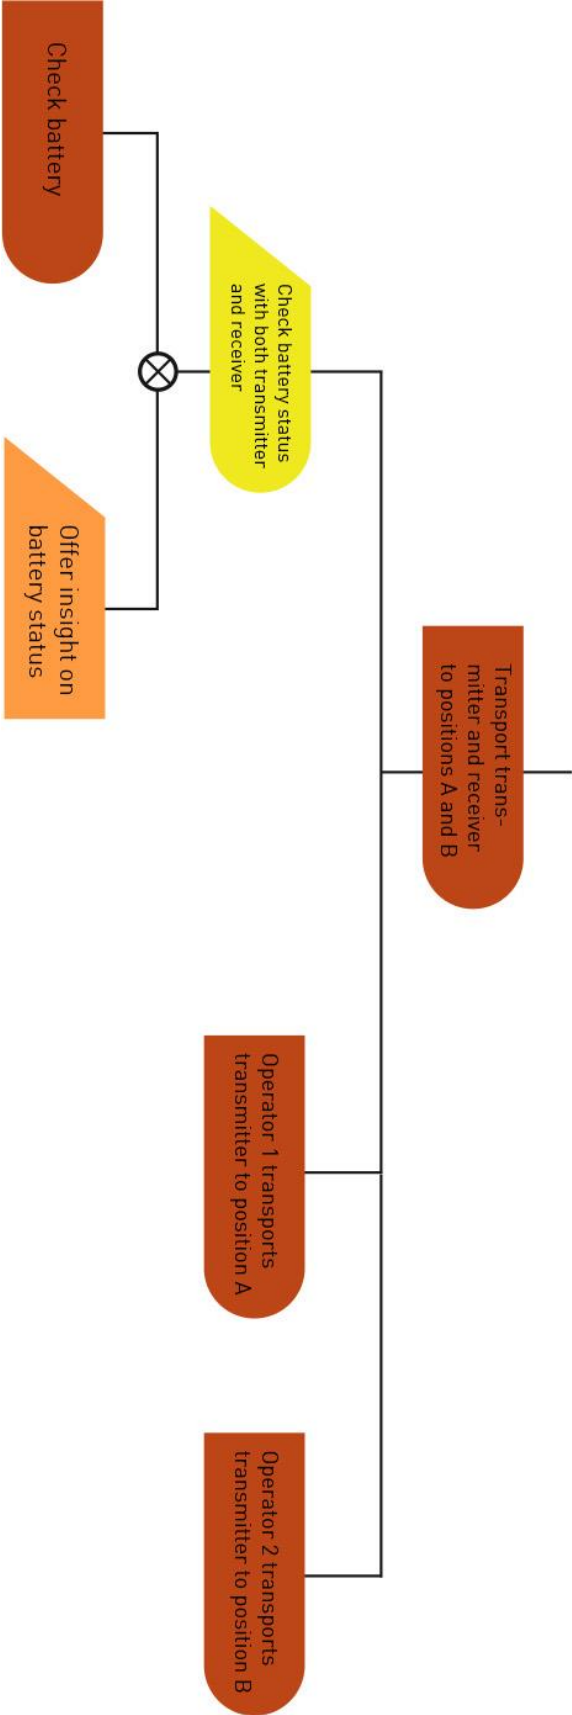 Transport trans-
mitter and receiver
to positions A and B
Check battery status
with both transmitter
and receiver
Operator 1 transports
transmitter to position A
Operator 2 transports
transmitter to position B
Check battery
Offer insight on
battery status